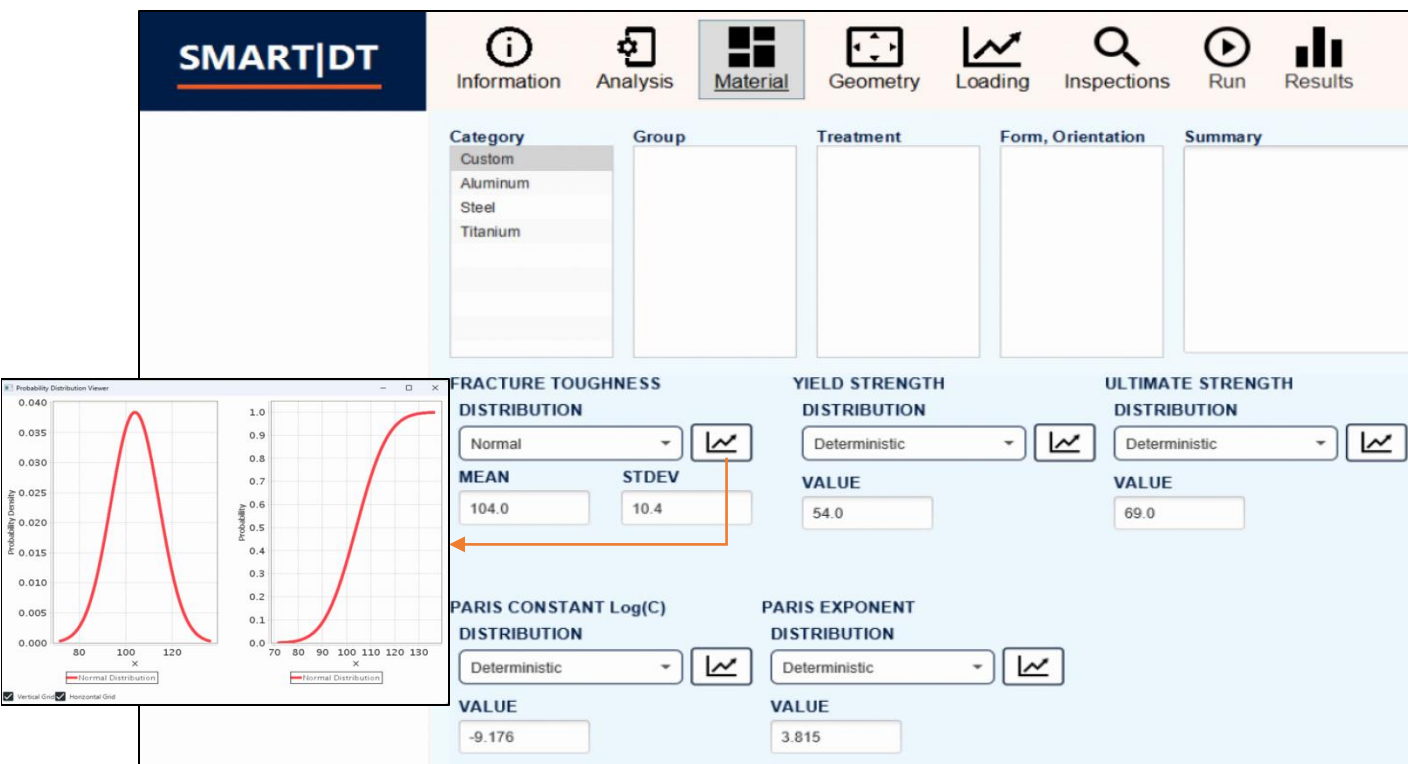 SMART|DT
Information Analysis Material Geometry Loading Inspections Run Results
Category Group Treatment Form, Orientation Summary
Custom
Aluminum
Steel
Titanium
FRACTURE TOUGHNESS YIELD STRENGTH ULTIMATE STRENGTH
DISTRIBUTION DISTRIBUTION DISTRIBUTION
Normal Deterministic Deterministic
MEAN STDEV VALUE VALUE
104.0 10.4 54.0 69.0
PARIS CONSTANT Log(C) PARIS EXPONENT
DISTRIBUTION DISTRIBUTION
Deterministic Deterministic
VALUE VALUE
-9.176 3.815
Probability Distribution Viewer
Probability Density
0.040
0.035
0.030
0.025
0.020
0.015
0.010
0.005
0.000
80 100 120
×
Normal Distribution
Probability
1.0
0.9
0.8
0.7
0.6
0.5
0.4
0.3
0.2
0.1
0.0
70 80 90 100 110 120 130
×
Normal Distribution
Vertical Grid Horizontal Grid